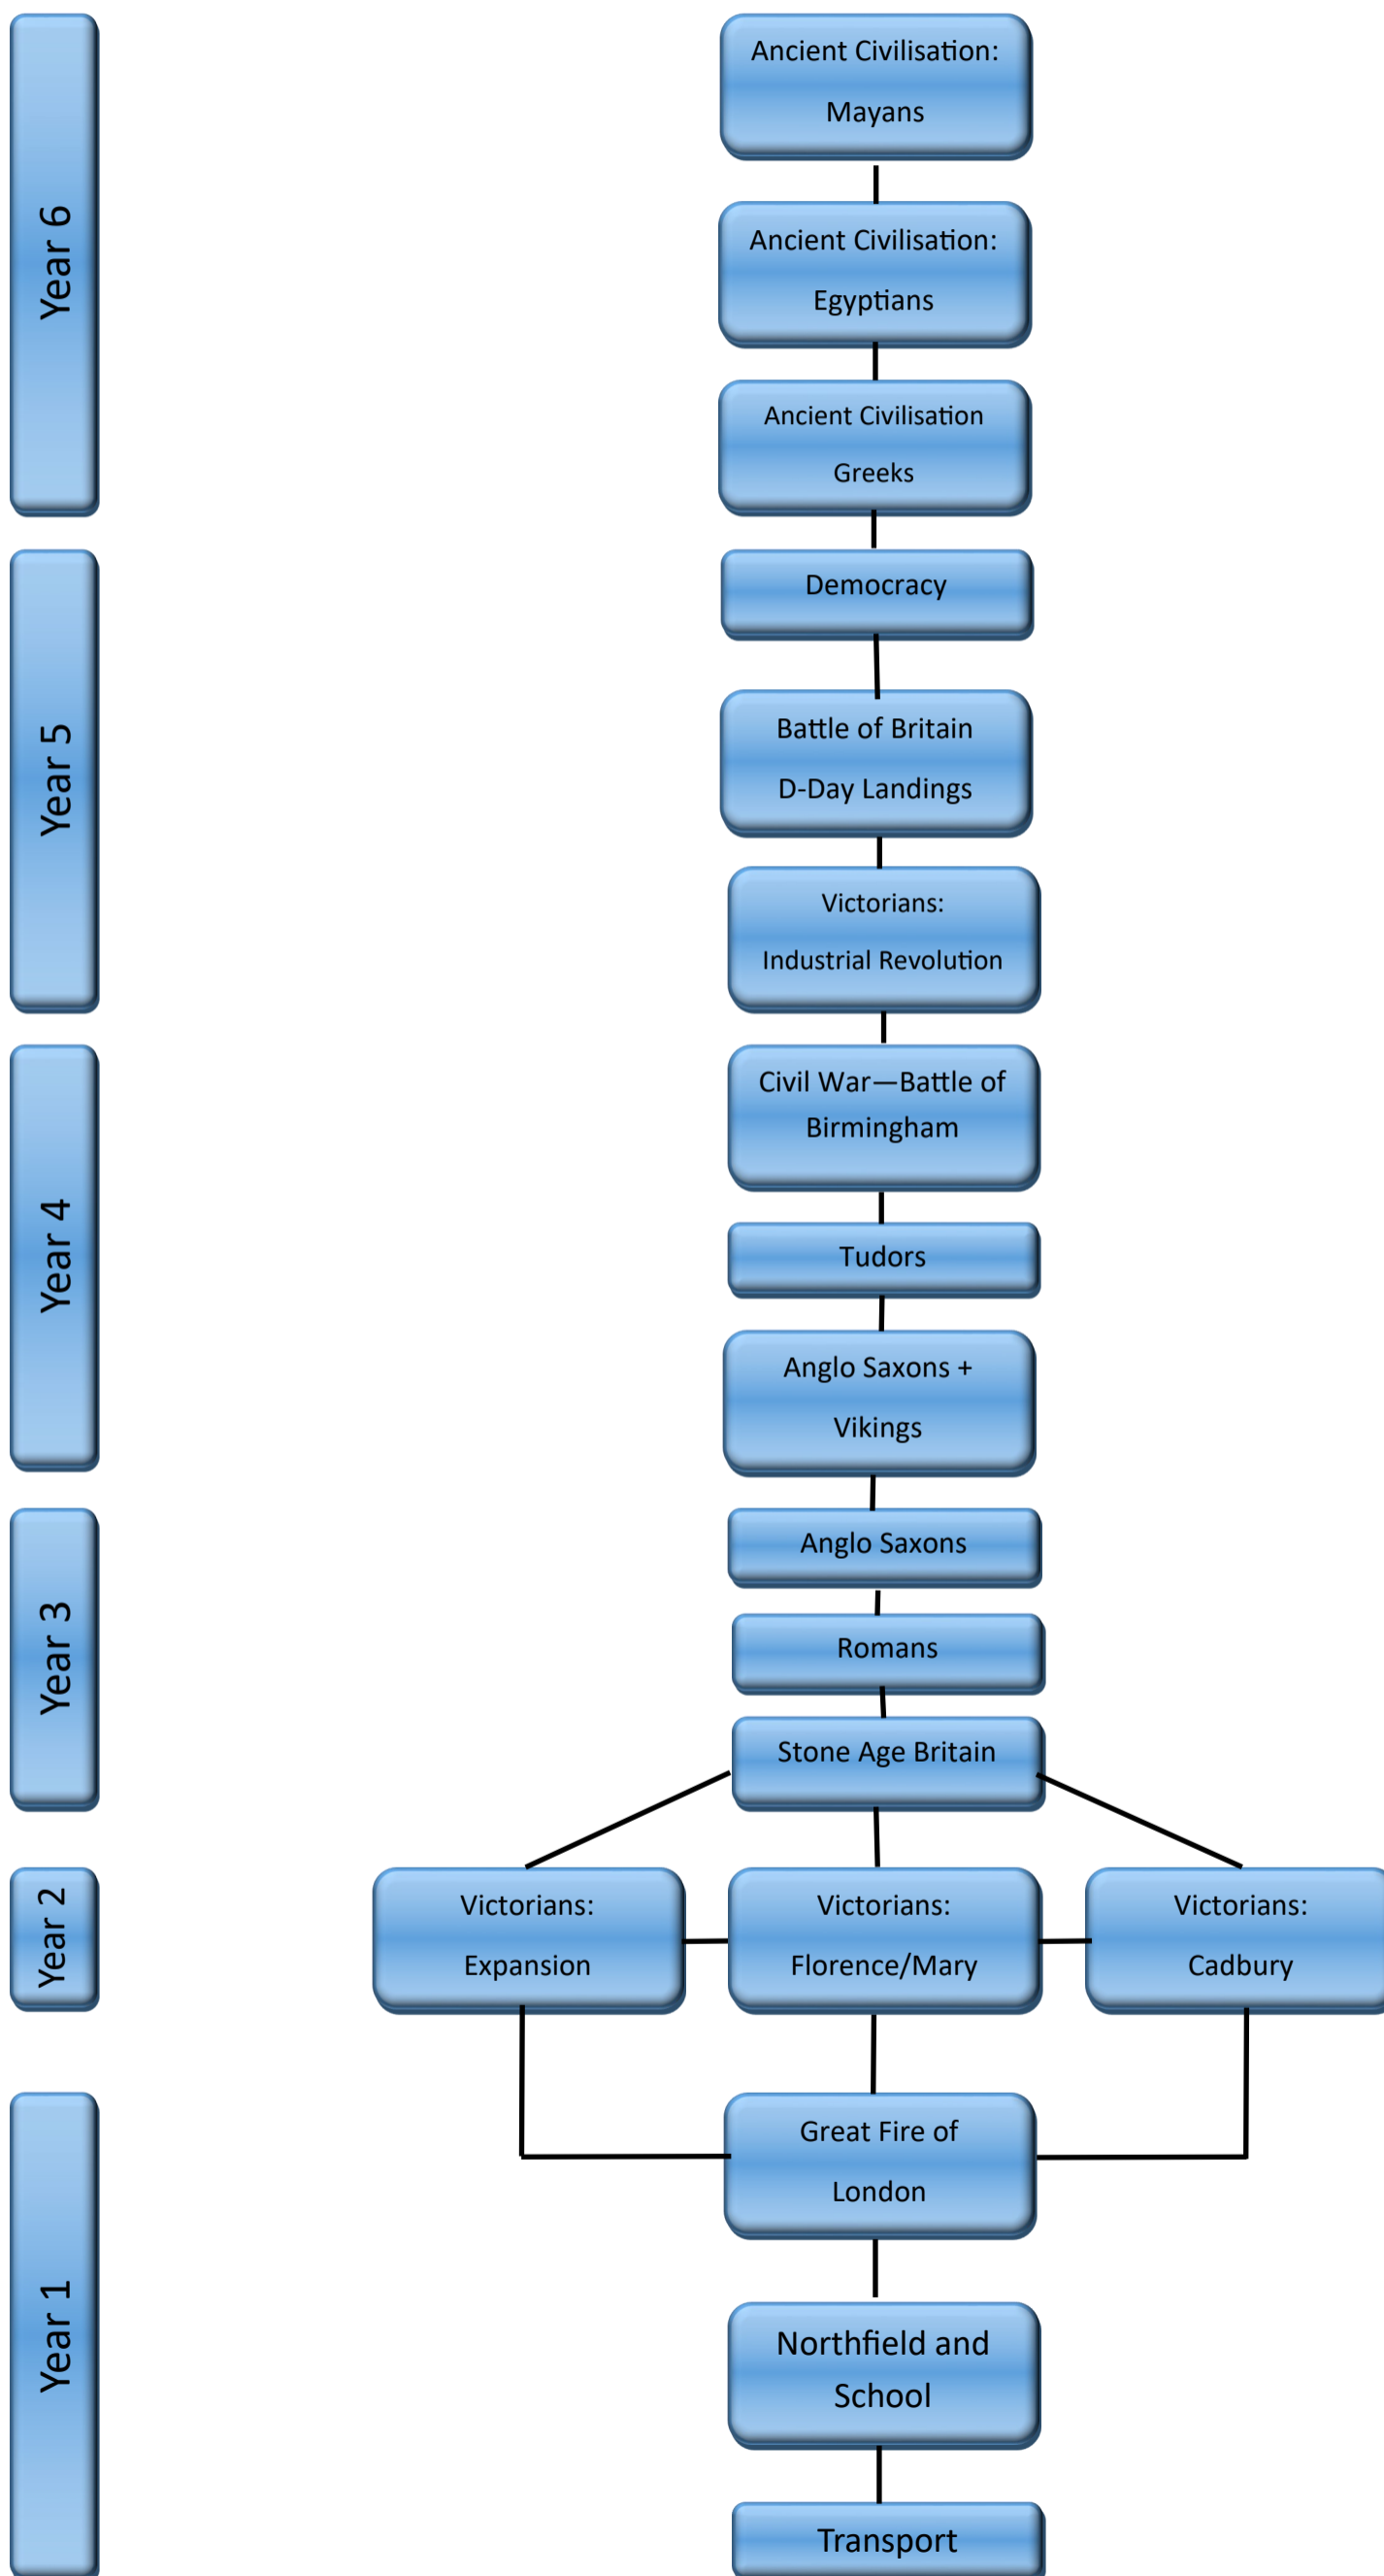 Year 6
Ancient Civilisation:
Mayans
Ancient Civilisation:
Egyptians
Ancient Civilisation
Greeks
Year 5
Democracy
Battle of Britain
D-Day Landings
Victorians:
Industrial Revolution
Year 4
Civil War—Battle of
Birmingham
Tudors
Anglo Saxons +
Vikings
Year 3
Anglo Saxons
Romans
Stone Age Britain
Year 2
Victorians:
Expansion
Victorians:
Florence/Mary
Victorians:
Cadbury
Year 1
Great Fire of
London
Northfield and
School
Transport